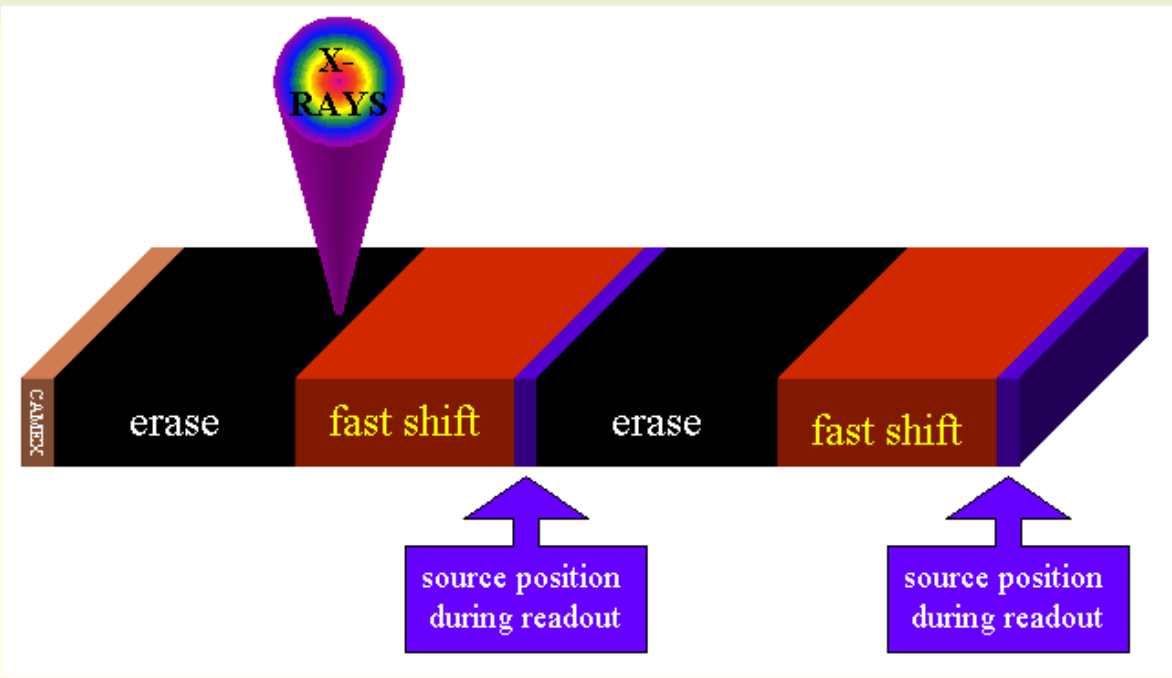 X-
RAYS
CAMEX
erase
fast shift
erase
fast shift
source position
during readout
source position
during readout